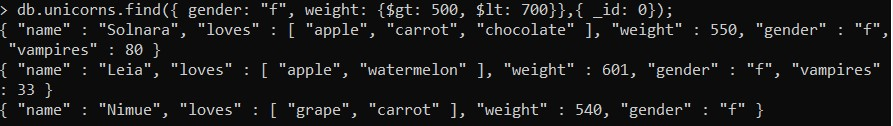 > db.unicorns.find({ gender: "f", weight: {$gt: 500, $lt: 700}},{ _id: 0});
{ "name" : "Solnara", "loves" : [ "apple", "carrot", "chocolate" ], "weight" : 550, "gender" : "f",
"vampires" : 80 }
{ "name" : "Leia", "loves" : [ "apple", "watermelon" ], "weight" : 601, "gender" : "f", "vampires"
: 33 }
{ "name" : "Nimue", "loves" : [ "grape", "carrot" ], "weight" : 540, "gender" : "f" }